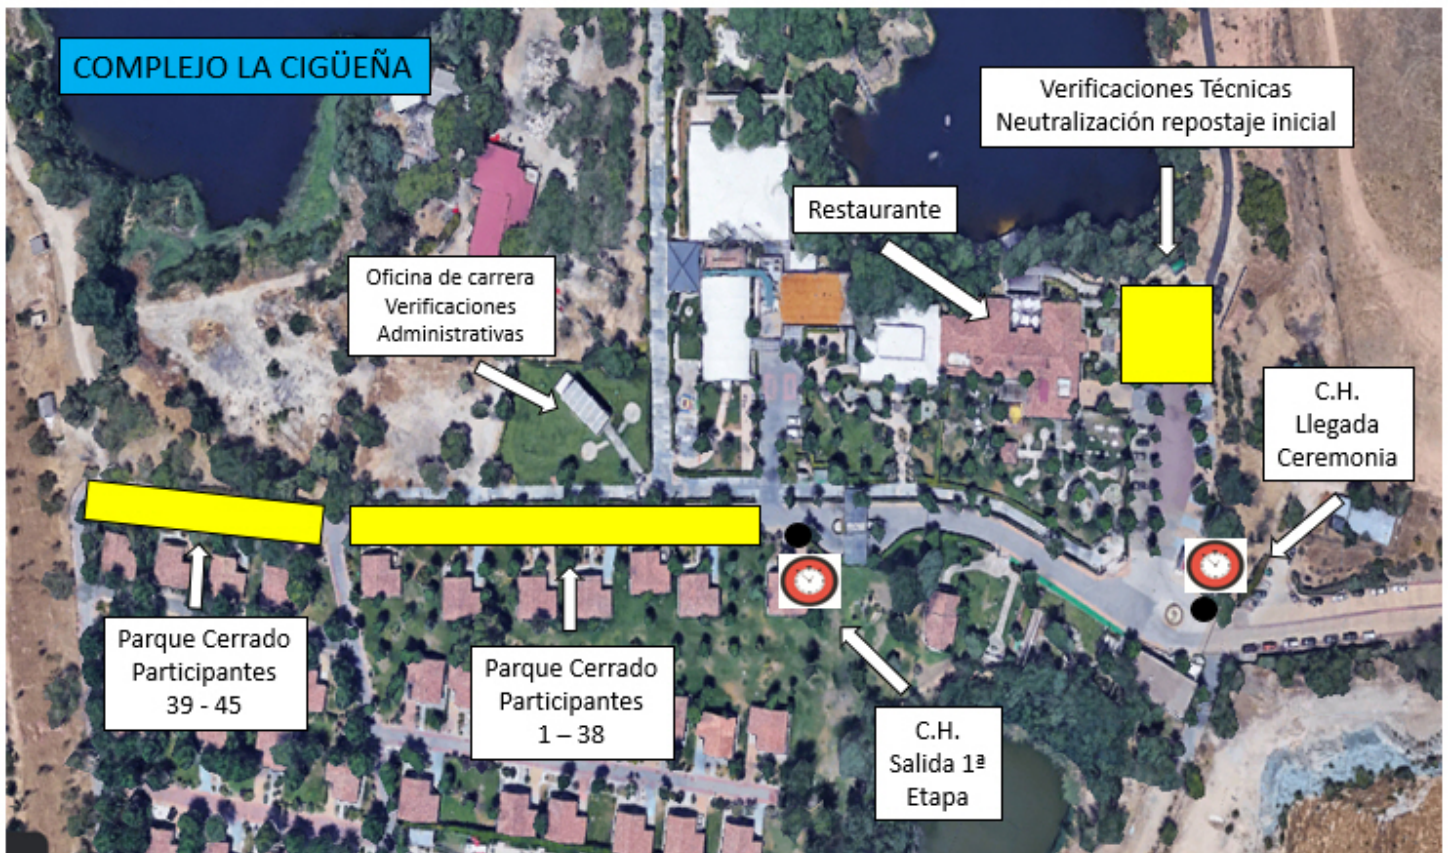 COMPLEJO LA CIGÜEÑA
Verificaciones Técnicas
Neutralización repostaje inicial
Restaurante
Oficina de carrera
Verificaciones
Administrativas
C.H.
Llegada
Ceremonia
Parque Cerrado
Participantes
39 - 45
Parque Cerrado
Participantes
1 – 38
C.H.
Salida 1ª
Etapa